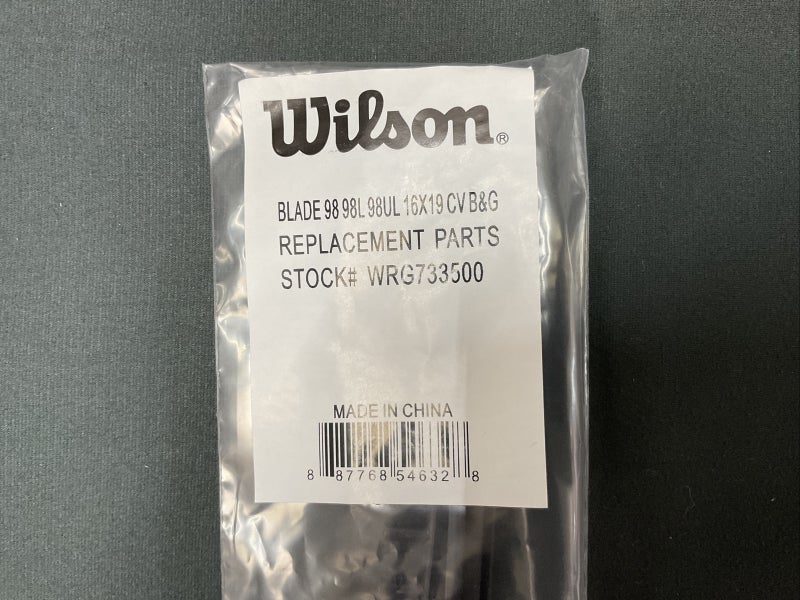 Wilson®
BLADE 98 98L 98UL 16X19 CV B&G
REPLACEMENT PARTS
STOCK# WRG733500
MADE IN CHINA
8 87768 54632 8